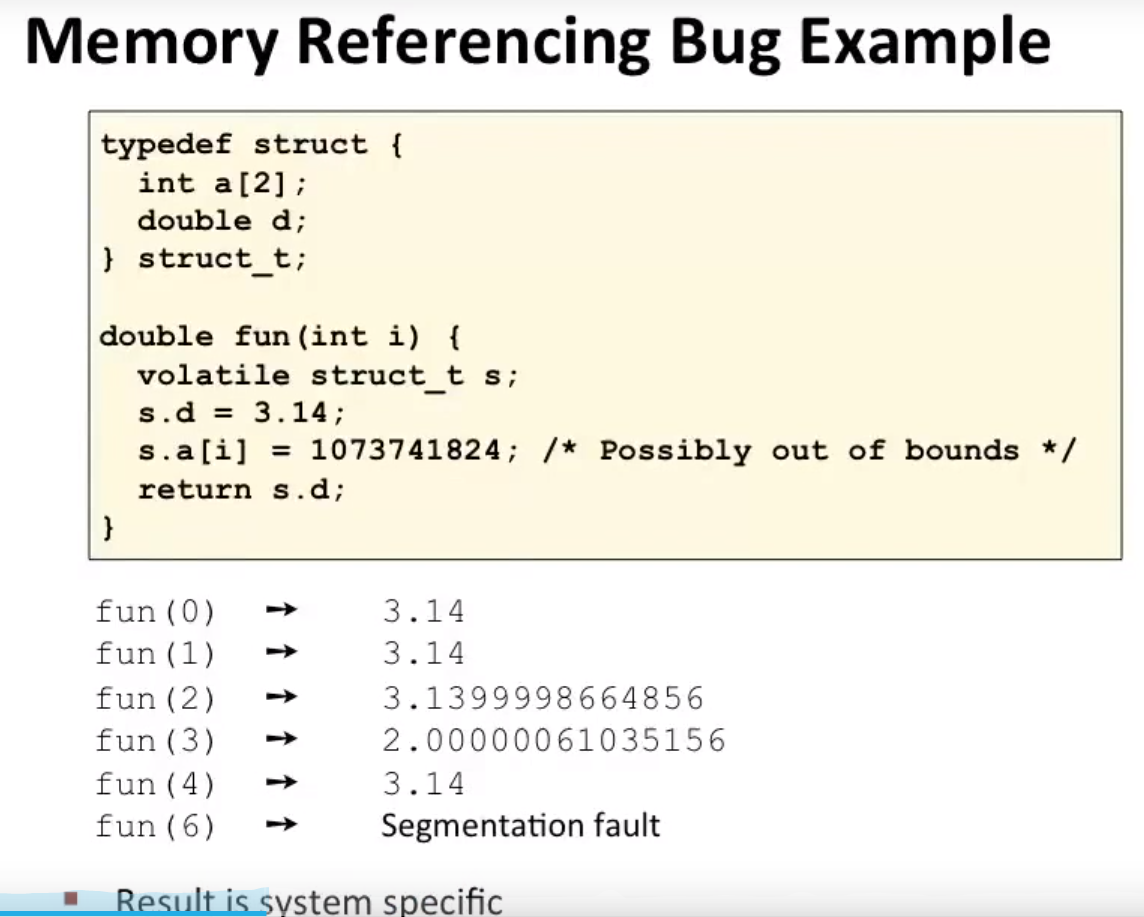 Memory Referencing Bug Example
typedef struct {
  int a[2];
  double d;
} struct_t;
double fun(int i) {
  volatile struct_t s;
  s.d = 3.14;
  s.a[i] = 1073741824; /* Possibly out of bounds */
  return s.d;
}
fun(0) → 3.14
fun(1) → 3.14
fun(2) → 3.1399998664856
fun(3) → 2.00000061035156
fun(4) → 3.14
fun(6) → Segmentation fault
▪ Result is system specific